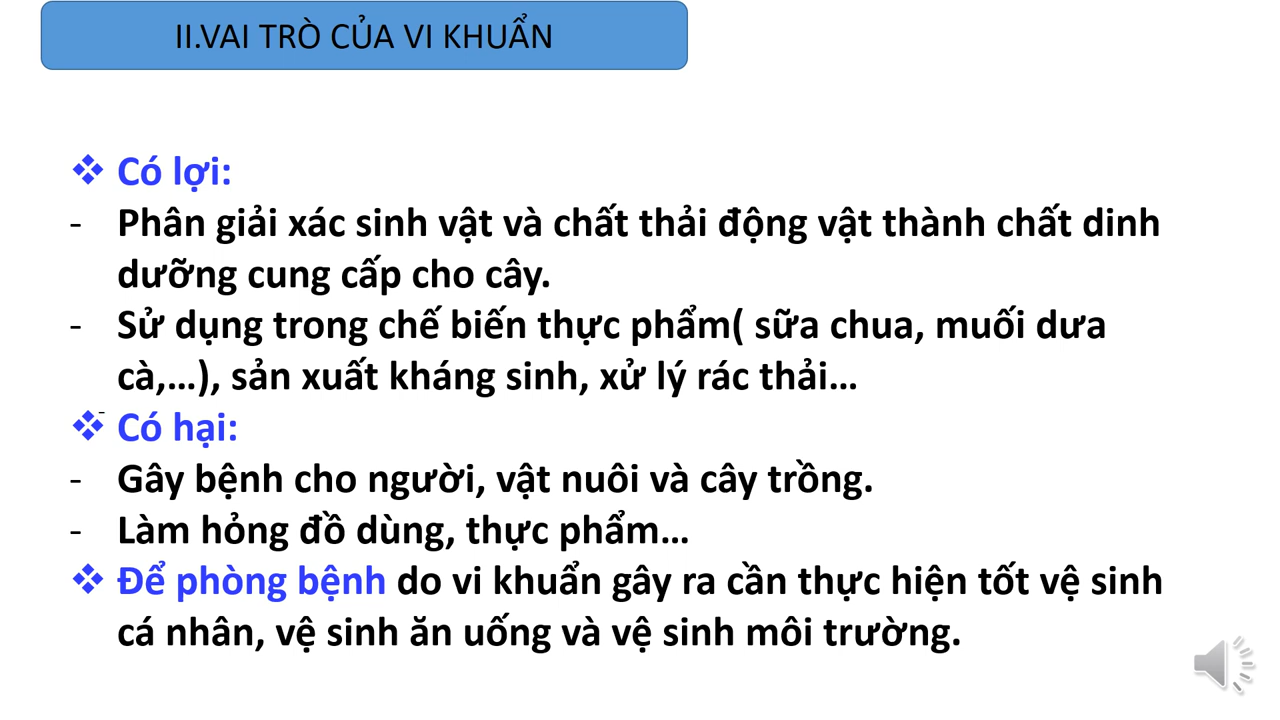 II.VAI TRÒ CỦA VI KHUẨN
❖ Có lợi:
- Phân giải xác sinh vật và chất thải động vật thành chất dinh
dưỡng cung cấp cho cây.
- Sử dụng trong chế biến thực phẩm( sữa chua, muối dưa
cà,…), sản xuất kháng sinh, xử lý rác thải…
-
❖ Có hại:
- Gây bệnh cho người, vật nuôi và cây trồng.
- Làm hỏng đồ dùng, thực phẩm…
❖ Để phòng bệnh do vi khuẩn gây ra cần thực hiện tốt vệ sinh
cá nhân, vệ sinh ăn uống và vệ sinh môi trường.